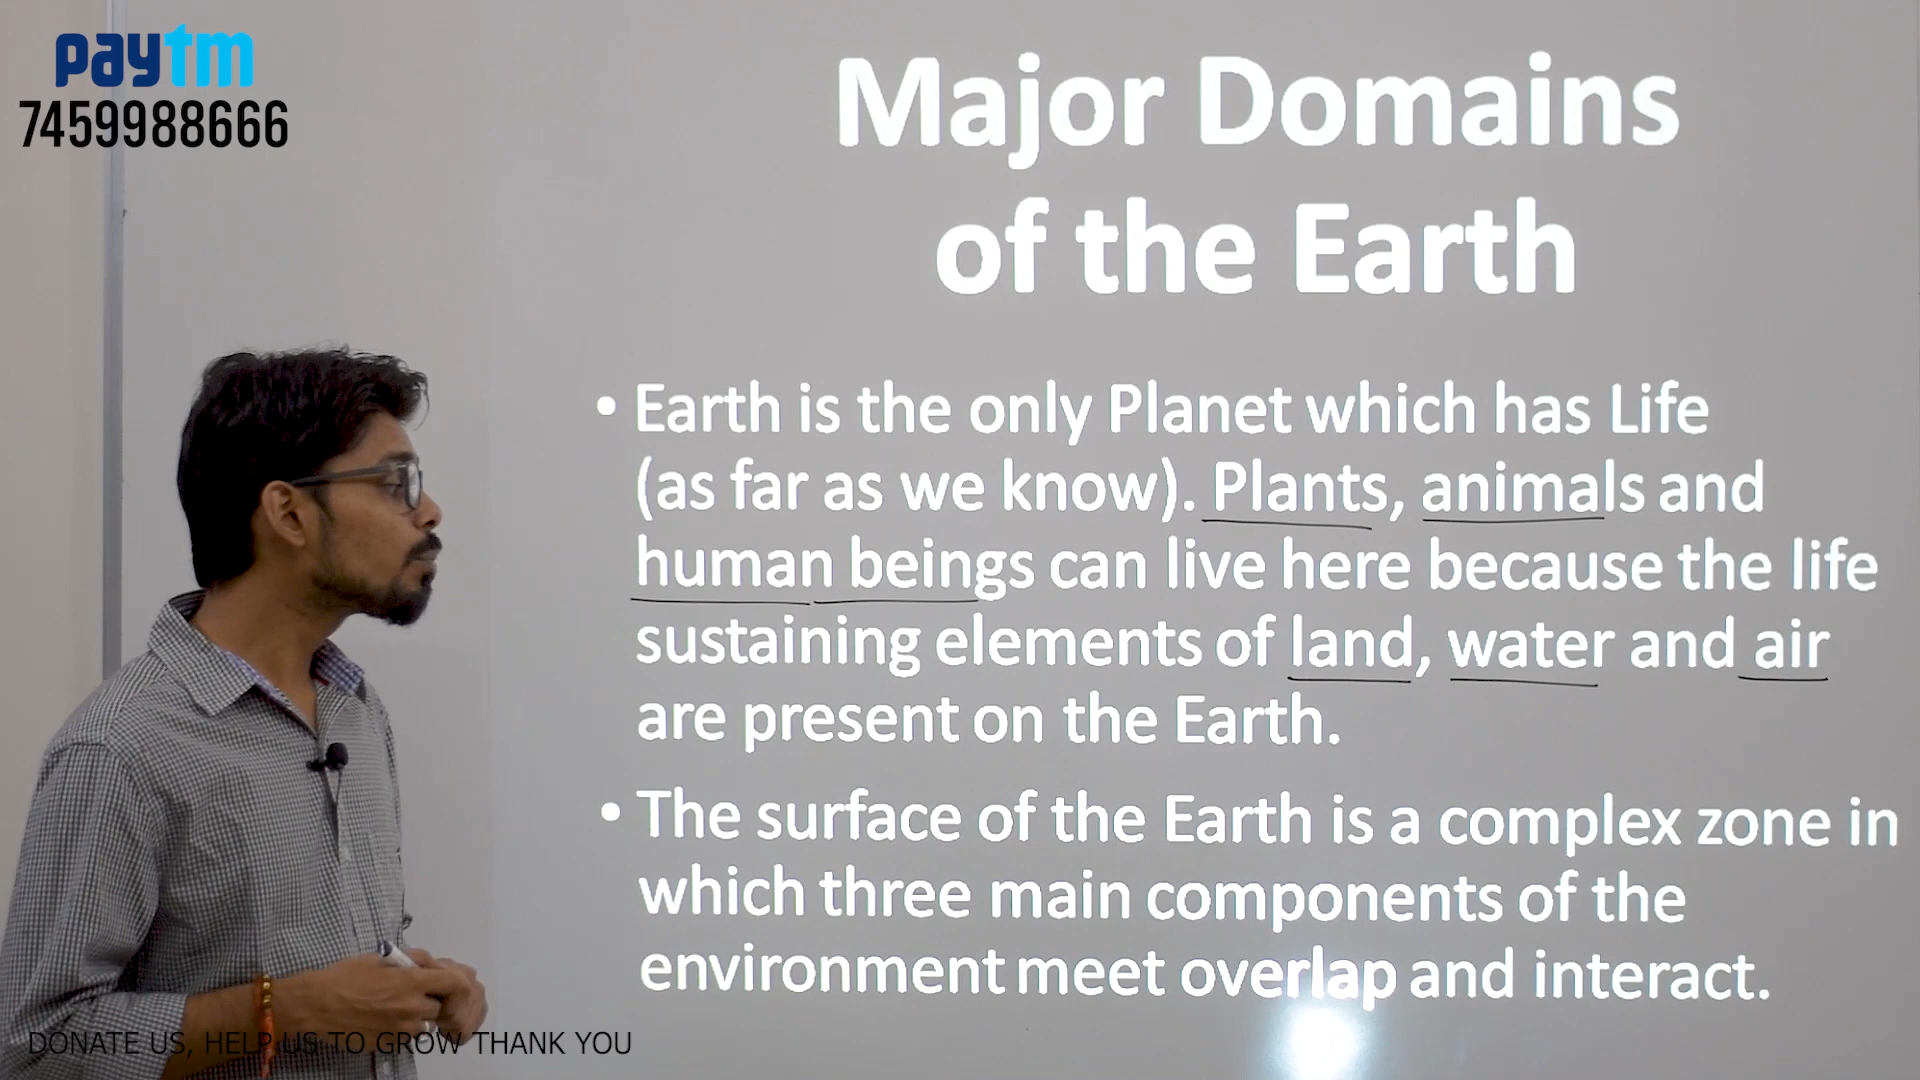 paytm
7459988666
Major Domains
of the Earth
• Earth is the only Planet which has Life
(as far as we know). Plants, animals and
human beings can live here because the life
sustaining elements of land, water and air
are present on the Earth.
• The surface of the Earth is a complex zone in
which three main components of the
environment meet overlap and interact.
DONATE US, HELP US TO GROW THANK YOU